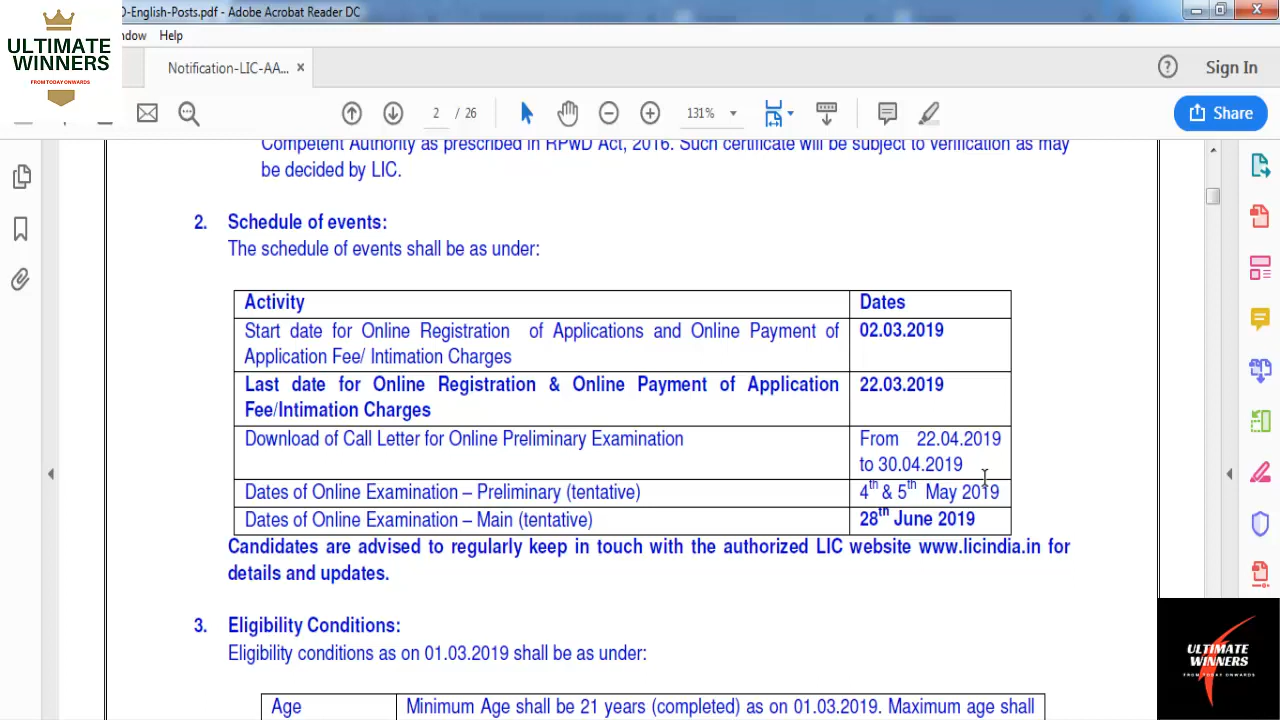 D-English-Posts.pdf - Adobe Acrobat Reader DC
ULTIMATE
WINNERS
FROM TODAY ONWARDS
ndow Help
Notification-LIC-AA... ×
Sign In
2 / 26
131%
Share
Competent Authority as prescribed in RPwD Act, 2016. Such certificate will be subject to verification as may
be decided by LIC.
2. Schedule of events:
The schedule of events shall be as under:
Activity Dates
Start date for Online Registration of Applications and Online Payment of 02.03.2019
Application Fee/ Intimation Charges
Last date for Online Registration & Online Payment of Application 22.03.2019
Fee/Intimation Charges
Download of Call Letter for Online Preliminary Examination From 22.04.2019
to 30.04.2019
Dates of Online Examination – Preliminary (tentative) 4th & 5th May 2019
Dates of Online Examination – Main (tentative) 28th June 2019
Candidates are advised to regularly keep in touch with the authorized LIC website www.licindia.in for
details and updates.
3. Eligibility Conditions:
Eligibility conditions as on 01.03.2019 shall be as under:
Age Minimum Age shall be 21 years (completed) as on 01.03.2019. Maximum age shall
ULTIMATE
WINNERS
FROM TODAY ONWARDS